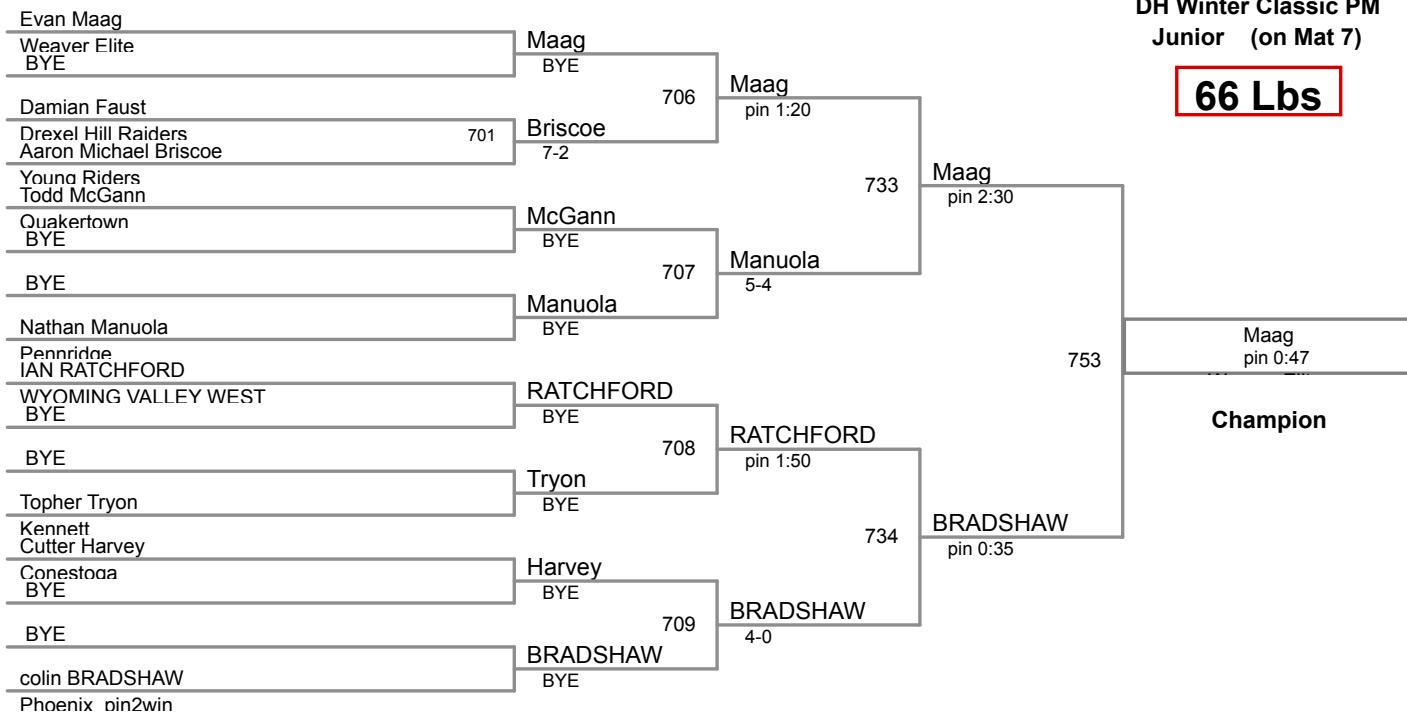 DH Winter Classic PM
Junior (on Mat 7)
66 Lbs
Evan Maag
Weaver Elite
BYE
Damian Faust
Drexel Hill Raiders
Aaron Michael Briscoe
Young Riders
Todd McGann
Quakertown
BYE
BYE
Nathan Manuola
Pennridge
IAN RATCHFORD
WYOMING VALLEY WEST
BYE
BYE
Topher Tryon
Kennett
Cutter Harvey
Conestoga
BYE
BYE
colin BRADSHAW
Phoenix pin2win
701
Maag
BYE
Briscoe
7-2
McGann
BYE
Manuola
BYE
RATCHFORD
BYE
Tryon
BYE
Harvey
BYE
BRADSHAW
BYE
706
707
708
709
Maag
pin 1:20
Manuola
5-4
RATCHFORD
pin 1:50
BRADSHAW
4-0
733
734
Maag
pin 2:30
BRADSHAW
pin 0:35
753
Maag
pin 0:47
Champion